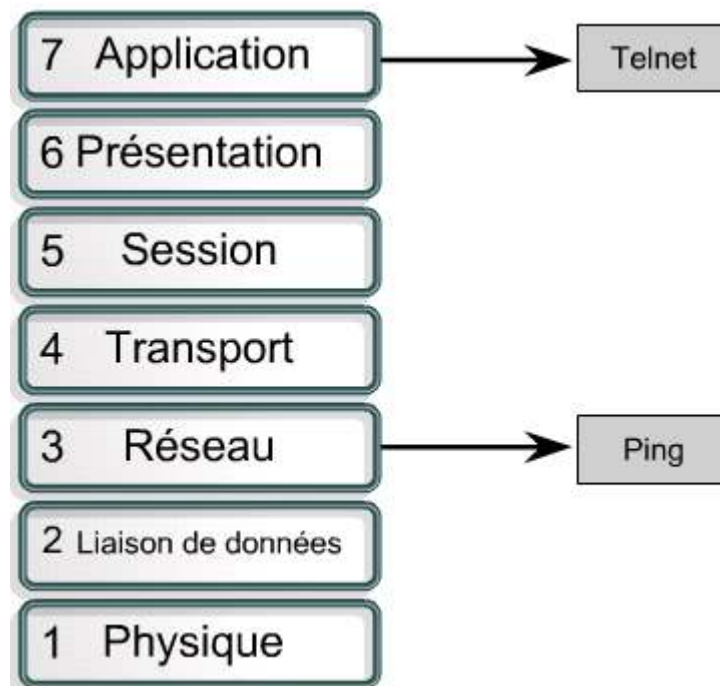 7 Application
Telnet
6 Présentation
5 Session
4 Transport
3 Réseau
Ping
2 Liaison de données
1 Physique